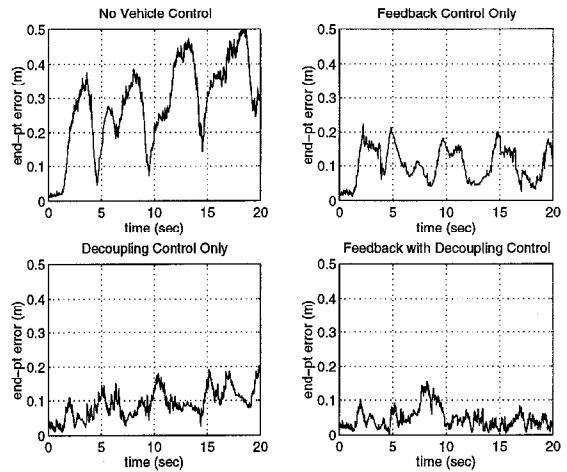 No Vehicle Control
end-pt error (m)
0.5
0.4
0.3
0.2
0.1
0
0 5 10 15 20
time (sec)
Feedback Control Only
end-pt error (m)
0.5
0.4
0.3
0.2
0.1
0
0 5 10 15 20
time (sec)
Decoupling Control Only
end-pt error (m)
0.5
0.4
0.3
0.2
0.1
0
0 5 10 15 20
time (sec)
Feedback with Decoupling Control
end-pt error (m)
0.5
0.4
0.3
0.2
0.1
0
0 5 10 15 20
time (sec)